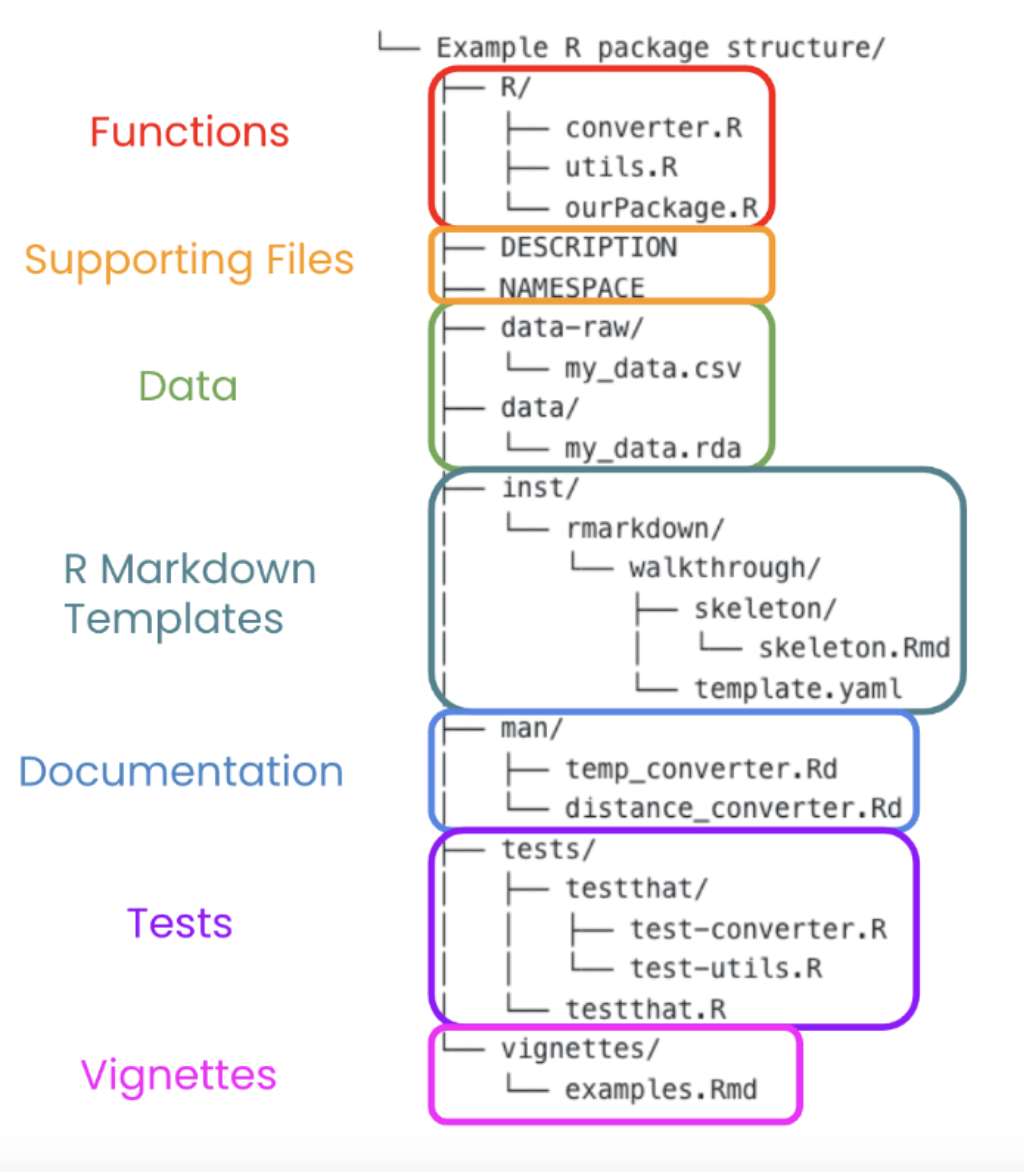 └── Example R package structure/
├── R/
│   ├── converter.R
Functions
│   ├── utils.R
│   └── ourPackage.R
├── DESCRIPTION
Supporting Files
├── NAMESPACE
├── data-raw/
│   └── my_data.csv
Data
├── data/
│   └── my_data.rda
├── inst/
│   └── rmarkdown/
│       └── walkthrough/
R Markdown
Templates
│           ├── skeleton/
│           │   └── skeleton.Rmd
│           └── template.yaml
├── man/
│   ├── temp_converter.Rd
Documentation
│   └── distance_converter.Rd
├── tests/
│   ├── testthat/
│   │   ├── test-converter.R
Tests
│   │   └── test-utils.R
│   └── testthat.R
└── vignettes/
Vignettes
    └── examples.Rmd